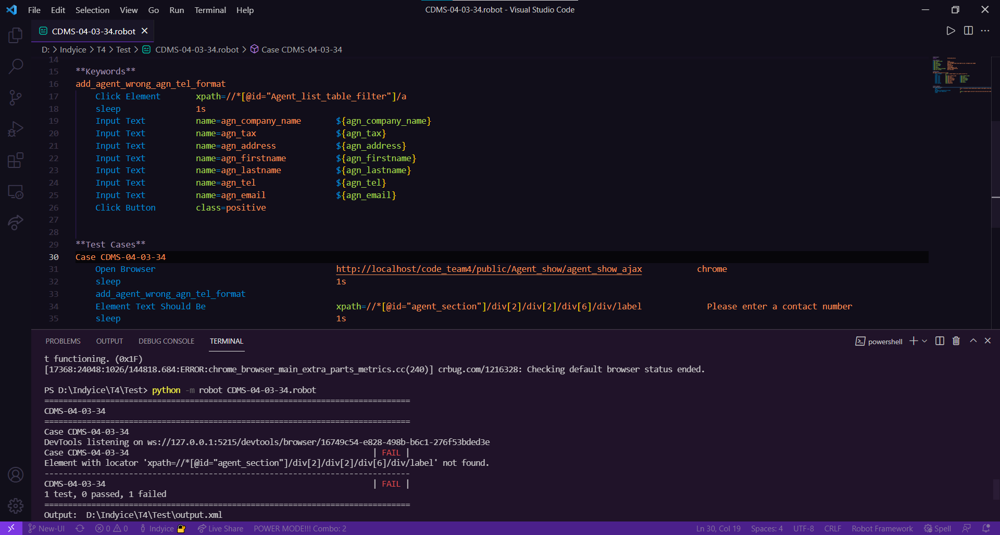 File Edit Selection View Go Run Terminal Help
CDMS-04-03-34.robot - Visual Studio Code
CDMS-04-03-34.robot
D: > Indyice > T4 > Test > CDMS-04-03-34.robot > Case CDMS-04-03-34
14
15 **Keywords**
16 add_agent_wrong_agn_tel_format
17 Click Element xpath=//*[@id="Agent_list_table_filter"]/a
18 sleep 1s
19 Input Text name=agn_company_name ${agn_company_name}
20 Input Text name=agn_tax ${agn_tax}
21 Input Text name=agn_address ${agn_address}
22 Input Text name=agn_firstname ${agn_firstname}
23 Input Text name=agn_lastname ${agn_lastname}
24 Input Text name=agn_tel ${agn_tel}
25 Input Text name=agn_email ${agn_email}
26 Click Button class=positive
27
28
29 **Test Cases**
30 Case CDMS-04-03-34
31 Open Browser http://localhost/code_team4/public/Agent_show/agent_show_ajax chrome
32 sleep 1s
33 add_agent_wrong_agn_tel_format
34 Element Text Should Be xpath=//*[@id="agent_section"]/div[2]/div[2]/div[6]/div/label Please enter a contact number
35 sleep 1s
PROBLEMS OUTPUT DEBUG CONSOLE TERMINAL powershell
t functioning. (0x1F)
[17368:24048:1026/144818.684:ERROR:chrome_browser_main_extra_parts_metrics.cc(240)] crbug.com/1216328: Checking default browser status ended.
PS D:\Indyice\T4\Test> python -m robot CDMS-04-03-34.robot
==============================================================================
CDMS-04-03-34
==============================================================================
Case CDMS-04-03-34
DevTools listening on ws://127.0.0.1:5215/devtools/browser/16749c54-e828-498b-b6c1-276f53bded3e
Case CDMS-04-03-34 | FAIL |
Element with locator 'xpath=//*[@id="agent_section"]/div[2]/div[2]/div[6]/div/label' not found.
------------------------------------------------------------------------------
CDMS-04-03-34 | FAIL |
1 test, 0 passed, 1 failed
==============================================================================
Output: D:\Indyice\T4\Test\output.xml
New-UI 0 0 Indyice Live Share POWER MODE!!! Combo: 2 Ln 30, Col 19 Spaces: 4 UTF-8 CRLF Robot Framework Spell